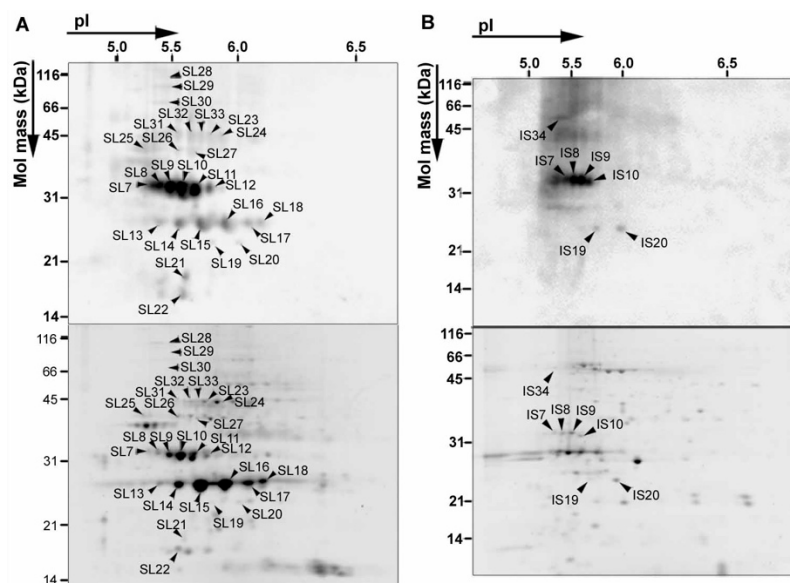 A
pI
5.0 5.5 6.0 6.5
Mol mass (kDa)
116
66
45
31
21
14
SL28
SL29
SL30
SL32 SL33 SL23
SL31
SL25 SL26 SL24
SL27
SL9 SL10
SL8 SL11
SL7 SL12
SL16 SL18
SL13
SL14 SL15 SL17
SL19 SL20
SL21
SL22
116
66
45
31
21
14
SL28
SL29
SL30
SL32 SL33 SL23
SL31
SL25 SL26 SL24
SL27
SL8 SL9 SL10 SL11
SL7 SL12
SL16 SL18
SL13
SL14 SL15 SL17
SL19 SL20
SL21
SL22
B
pI
5.0 5.5 6.0 6.5
Mol mass (kDa)
116
66
45
31
21
14
IS34
IS8
IS7 IS9
IS10
IS19 IS20
116
66
45
31
21
14
IS34
IS7 IS8 IS9
IS10
IS19 IS20